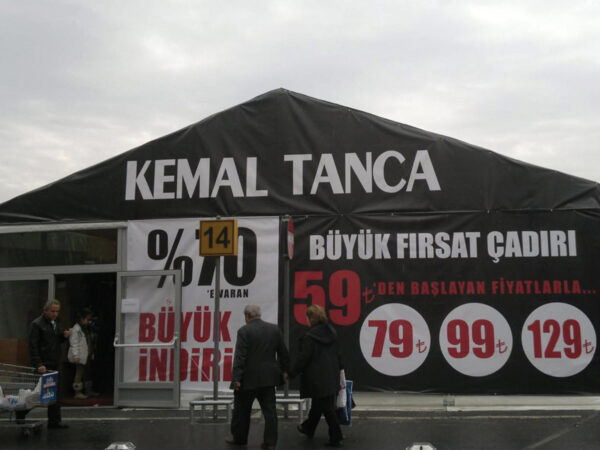 KEMAL TANCA
%70
'E VARAN
BÜYÜK
İNDİRİ
14
BÜYÜK FIRSAT ÇADIRI
59₺'DEN BAŞLAYAN FİYATLARLA...
79₺ 99₺ 129₺